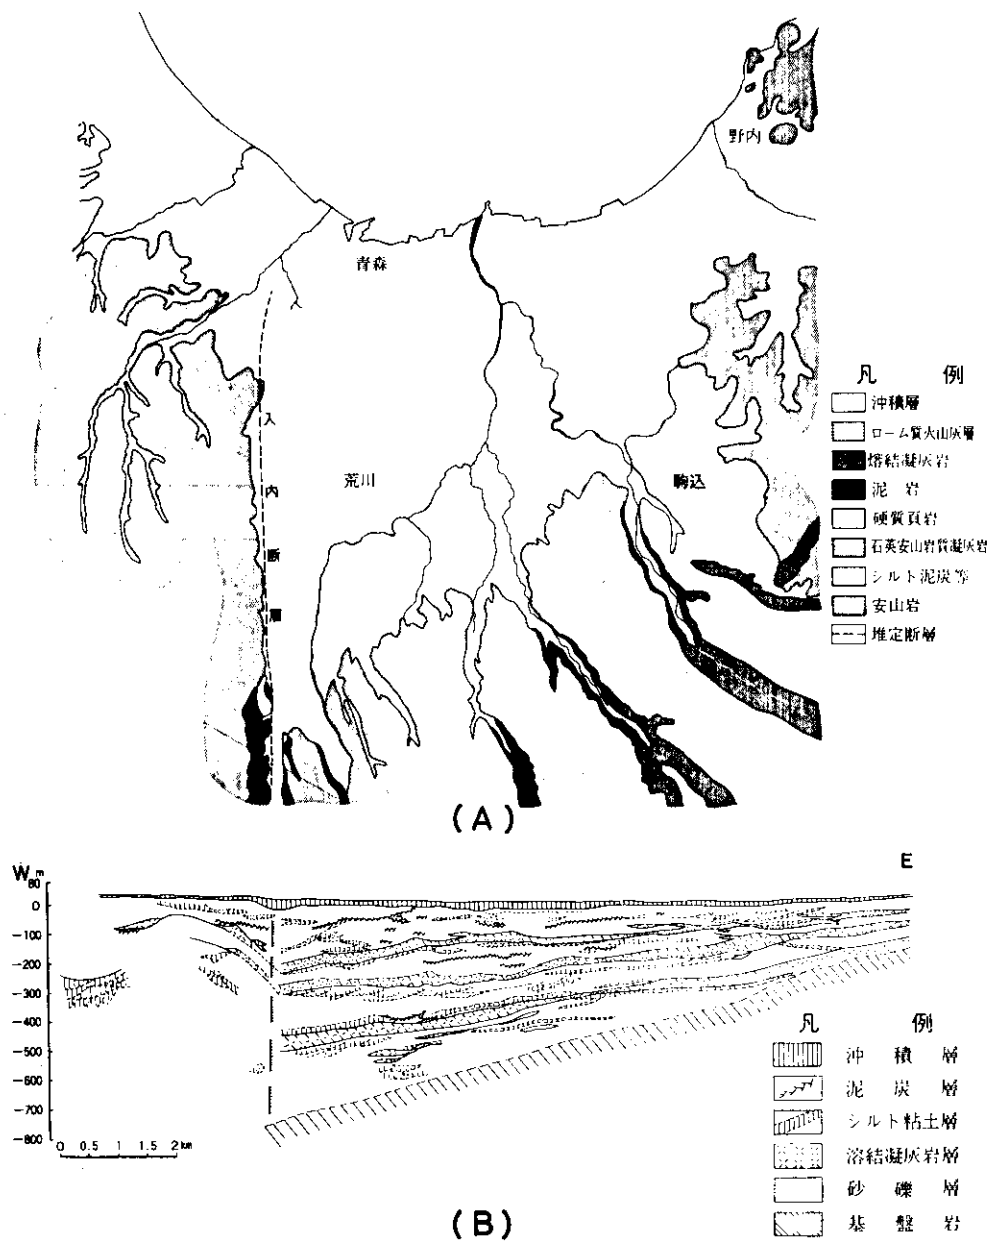 野内
青森
入内断層
荒川
駒込
凡 例
沖積層
ローム質火山灰層
熔結凝灰岩
泥岩
硬質頁岩
石英安山岩質凝灰岩
シルト泥炭等
安山岩
堆定断層
(A)
W m
E
80
0
-100
-200
-300
-400
-500
-600
-700
-800
0 0.5 1 2 km
凡 例
沖積層
泥炭層
シルト粘土層
溶結凝灰岩層
砂礫層
基盤岩
(B)